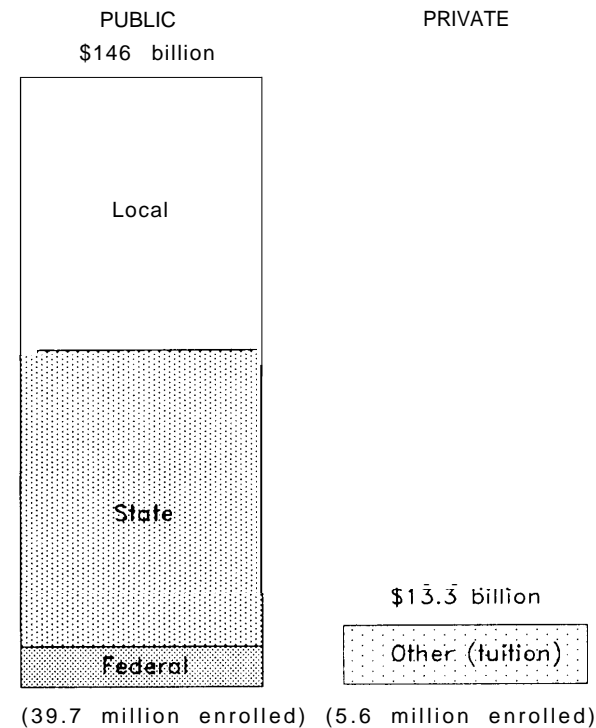 PUBLIC PRIVATE
$146 billion
Local
State
$13.3 billion
Federal
Other (tuition)
(39.7 million enrolled) (5.6 million enrolled)